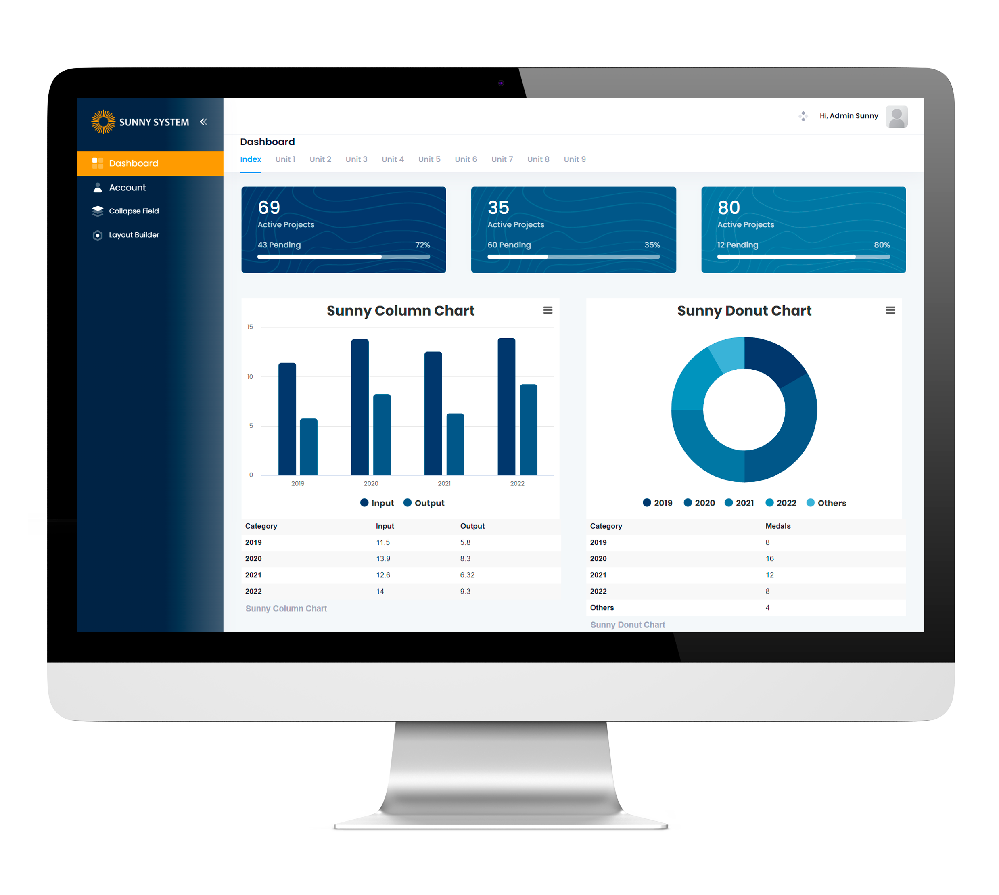 SUNNY SYSTEM
Hi, Admin Sunny
Dashboard
Account
Collapse Field
Layout Builder
Dashboard
Index Unit 1 Unit 2 Unit 3 Unit 4 Unit 5 Unit 6 Unit 7 Unit 8 Unit 9
69
Active Projects
43 Pending 72%
35
Active Projects
60 Pending 35%
80
Active Projects
12 Pending 80%
Sunny Column Chart
15
10
5
0
2019 2020 2021 2022
Input Output
Category Input Output
2019 11.5 5.8
2020 13.9 8.3
2021 12.6 6.32
2022 14 9.3
Sunny Column Chart
Sunny Donut Chart
2019 2020 2021 2022 Others
Category Medals
2019 8
2020 16
2021 12
2022 8
Others 4
Sunny Donut Chart